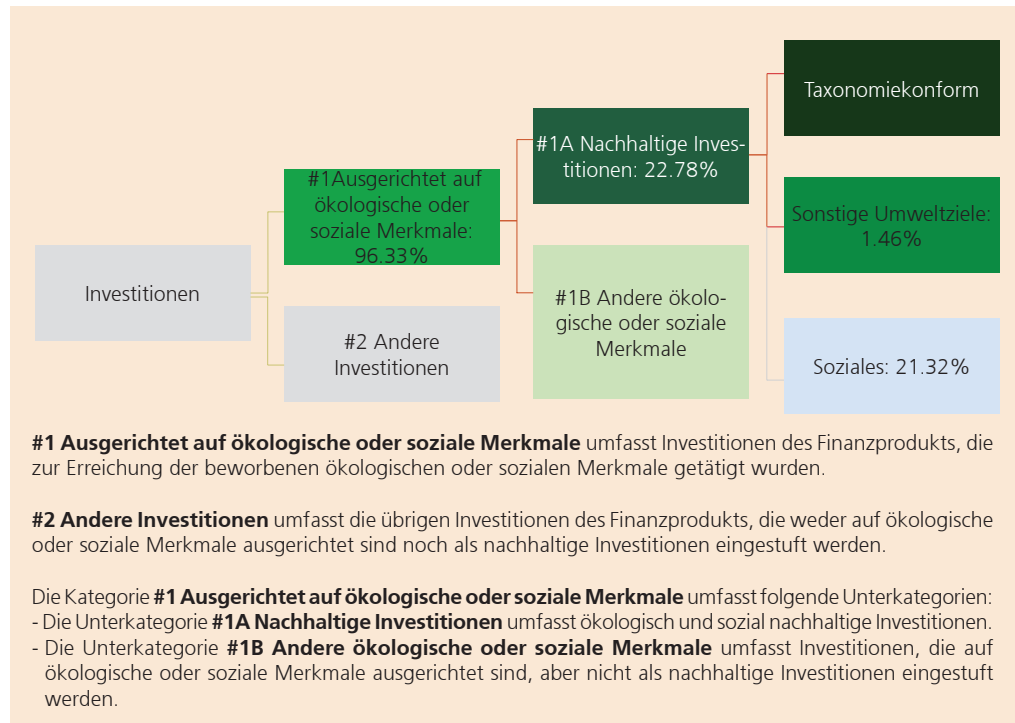 Investitionen
#1Ausgerichtet auf
ökologische oder
soziale Merkmale:
96.33%
#2 Andere
Investitionen
#1A Nachhaltige Inves-
titionen: 22.78%
#1B Andere ökolo-
gische oder soziale
Merkmale
Taxonomiekonform
Sonstige Umweltziele:
1.46%
Soziales: 21.32%
#1 Ausgerichtet auf ökologische oder soziale Merkmale umfasst Investitionen des Finanzprodukts, die
zur Erreichung der beworbenen ökologischen oder sozialen Merkmale getätigt wurden.
#2 Andere Investitionen umfasst die übrigen Investitionen des Finanzprodukts, die weder auf ökologische
oder soziale Merkmale ausgerichtet sind noch als nachhaltige Investitionen eingestuft werden.
Die Kategorie #1 Ausgerichtet auf ökologische oder soziale Merkmale umfasst folgende Unterkategorien:
- Die Unterkategorie #1A Nachhaltige Investitionen umfasst ökologisch und sozial nachhaltige Investitionen.
- Die Unterkategorie #1B Andere ökologische oder soziale Merkmale umfasst Investitionen, die auf
ökologische oder soziale Merkmale ausgerichtet sind, aber nicht als nachhaltige Investitionen eingestuft
werden.